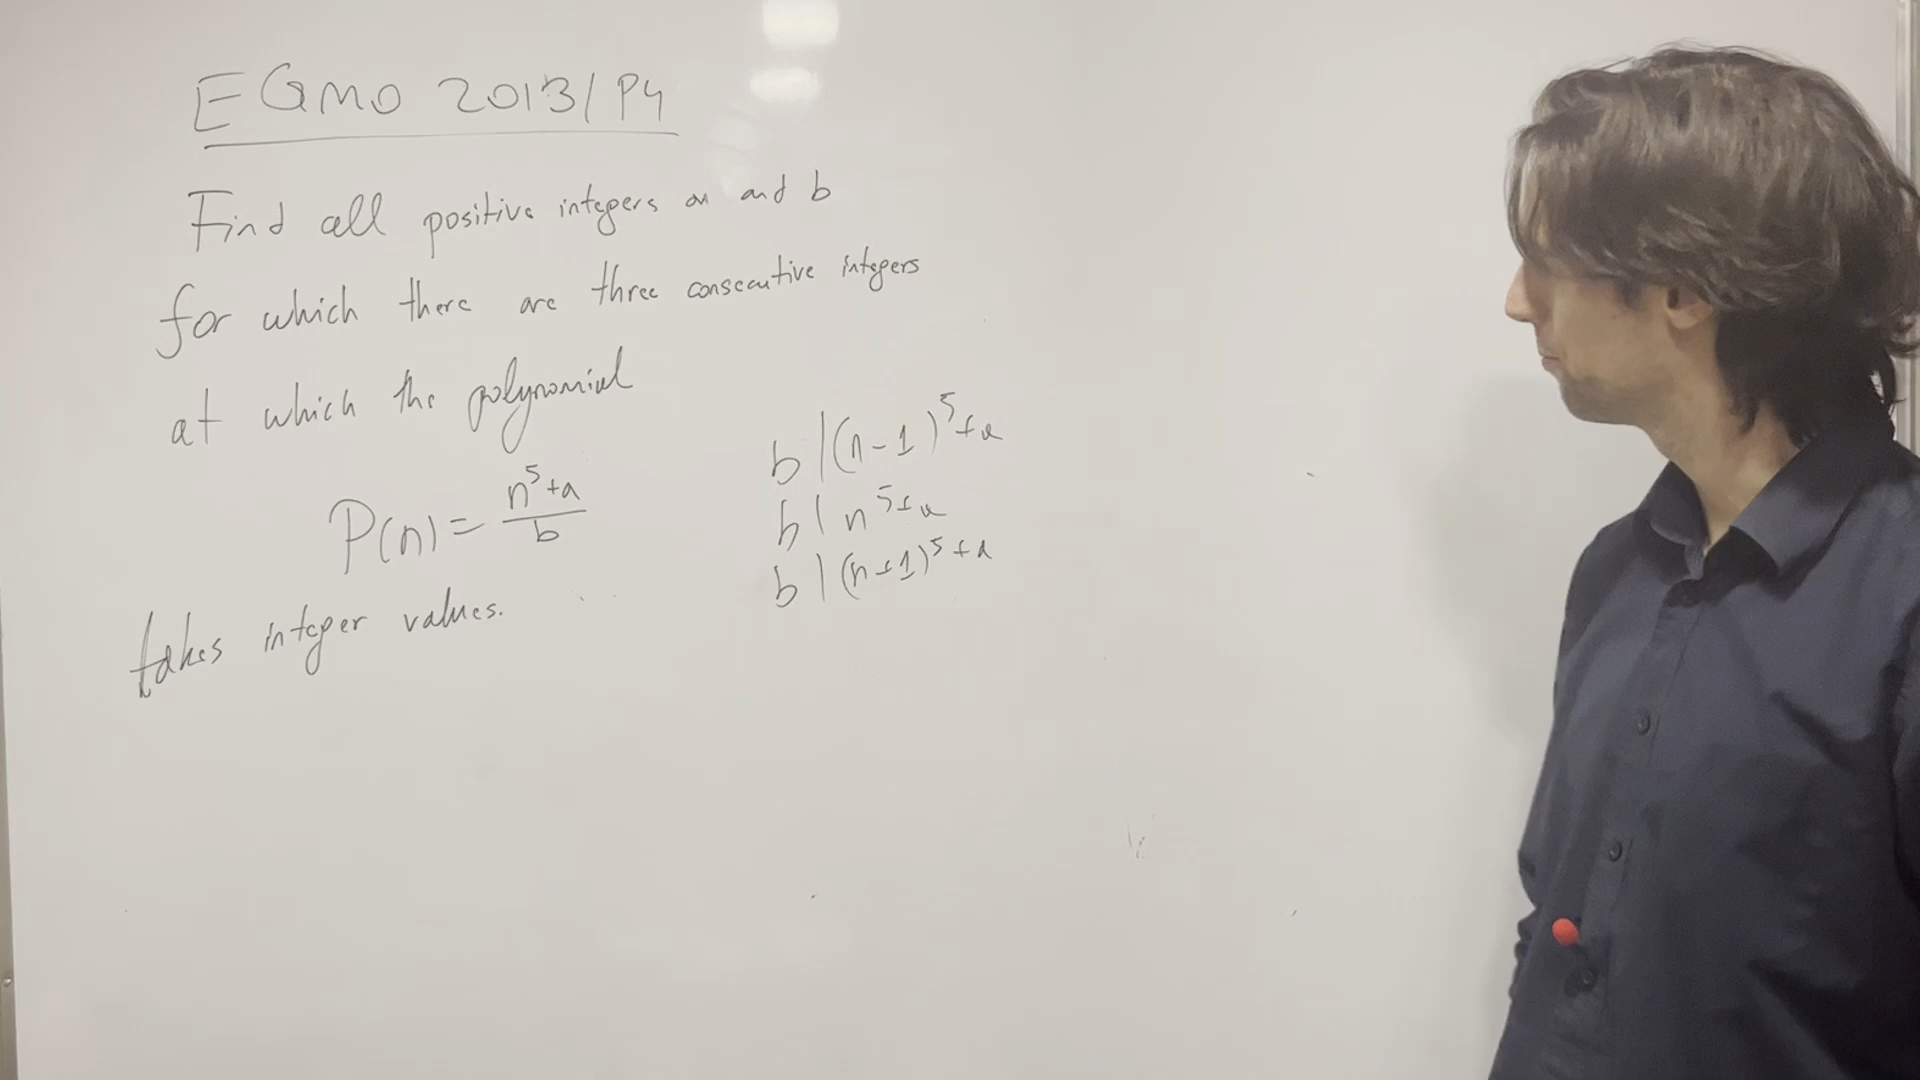 EGMO 2013/P4
Find all positive integers a and b
for which there are three consecutive integers
at which the polynomial
P(n) = \frac{n^5+a}{b}
takes integer values.
b | (n-1)^5+a
b | n^5+a
b | (n+1)^5+a